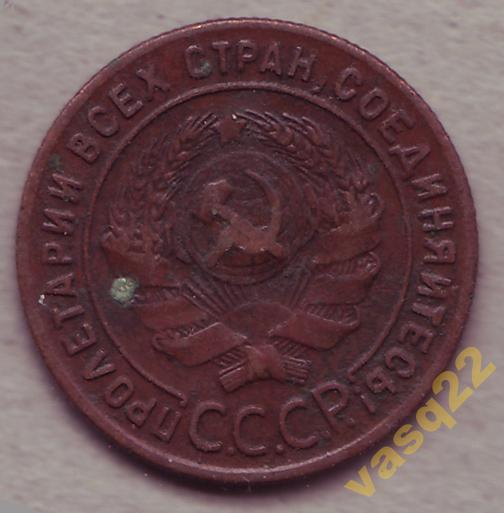 ПРОЛЕТАРИИ ВСЕХ СТРАН, СОЕДИНЯЙТЕСЬ!
С.С.С.Р.
vasq22